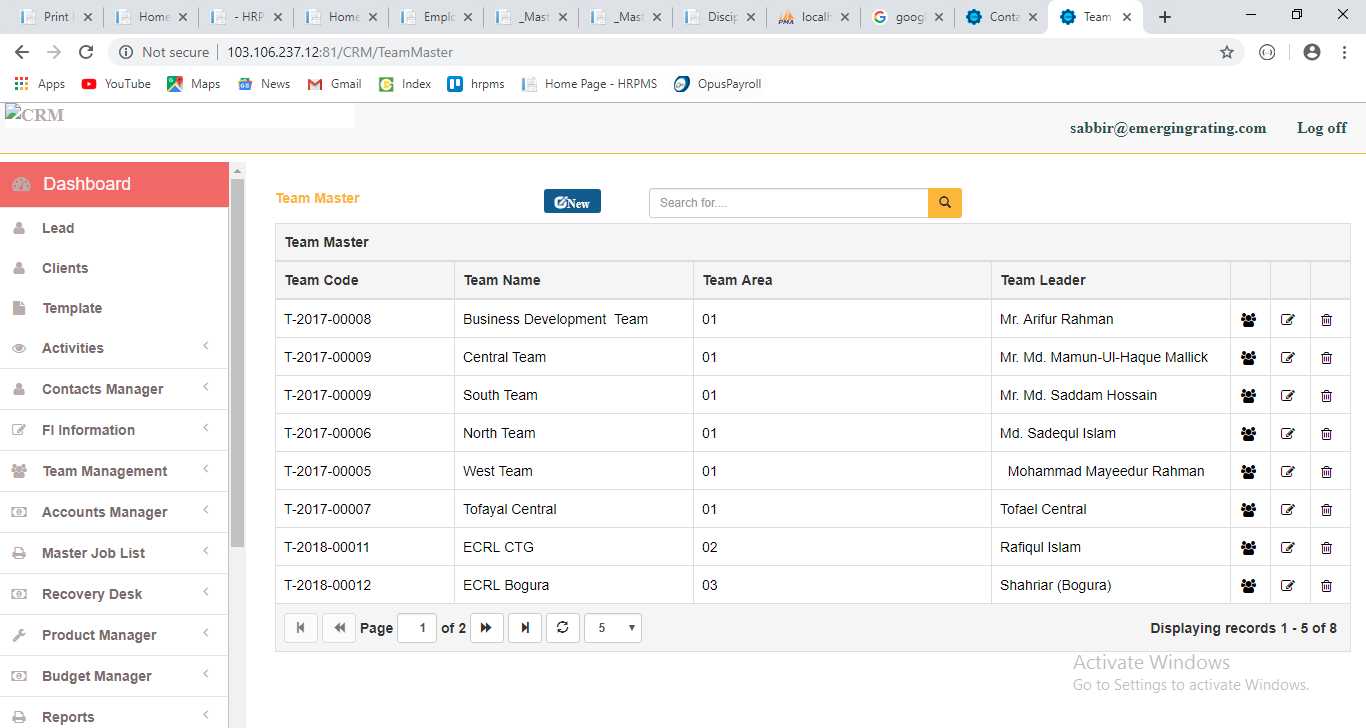 Print Home - HRP Home Emplo _Mast _Mast Discip localh goog Conta Team
Not secure 103.106.237.12:81/CRM/TeamMaster
Apps YouTube Maps News Gmail Index hrpms Home Page - HRPMS OpusPayroll
CRM
sabbir@emergingrating.com Log off
Dashboard
Lead
Clients
Template
Activities
Contacts Manager
FI Information
Team Management
Accounts Manager
Master Job List
Recovery Desk
Product Manager
Budget Manager
Reports
Team Master New Search for....
Team Master
Team Code Team Name Team Area Team Leader
T-2017-00008 Business Development Team 01 Mr. Arifur Rahman
T-2017-00009 Central Team 01 Mr. Md. Mamun-Ul-Haque Mallick
T-2017-00009 South Team 01 Mr. Md. Saddam Hossain
T-2017-00006 North Team 01 Md. Sadequl Islam
T-2017-00005 West Team 01 Mohammad Mayeedur Rahman
T-2017-00007 Tofayal Central 01 Tofael Central
T-2018-00011 ECRL CTG 02 Rafiqul Islam
T-2018-00012 ECRL Bogura 03 Shahriar (Bogura)
Page 1 of 2 5 Displaying records 1 - 5 of 8
Activate Windows
Go to Settings to activate Windows.